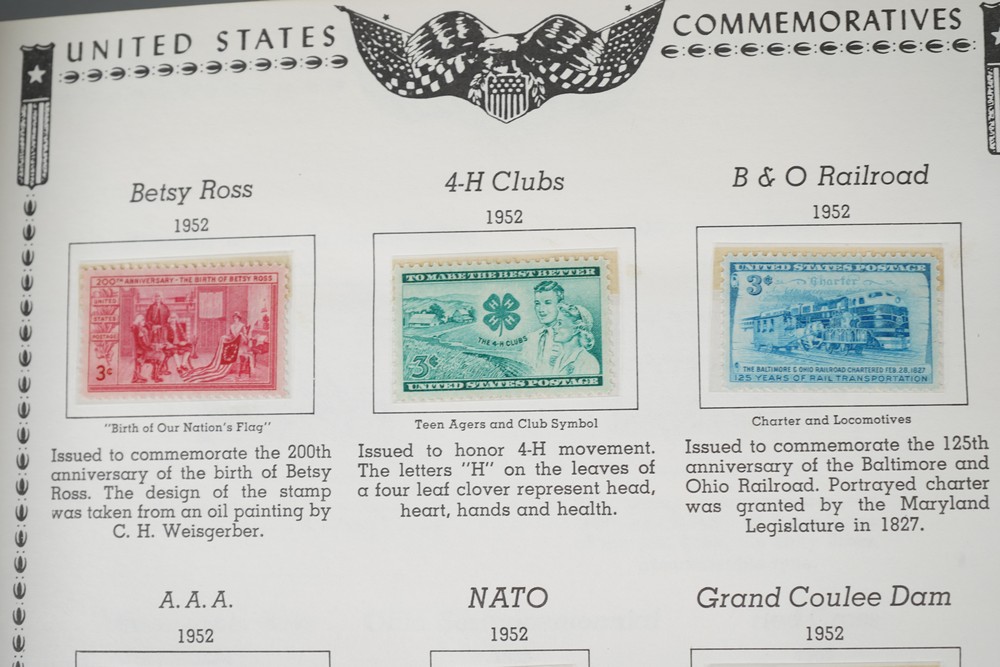 UNITED STATES COMMEMORATIVES
Betsy Ross
1952
200TH ANNIVERSARY - THE BIRTH OF BETSY ROSS
UNITED
STATES
POSTAGE
3¢
"Birth of Our Nation's Flag"
Issued to commemorate the 200th
anniversary of the birth of Betsy
Ross. The design of the stamp
was taken from an oil painting by
C. H. Weisgerber.
4-H Clubs
1952
TO MAKE THE BEST BETTER
H H
H H
THE 4-H CLUBS
3¢
UNITED STATES POSTAGE
Teen Agers and Club Symbol
Issued to honor 4-H movement.
The letters "H" on the leaves of
a four leaf clover represent head,
heart, hands and health.
B & O Railroad
1952
UNITED STATES POSTAGE
3¢
Charter
THE BALTIMORE & OHIO RAILROAD CHARTERED FEB. 28, 1827
125 YEARS OF RAIL TRANSPORTATION
Charter and Locomotives
Issued to commemorate the 125th
anniversary of the Baltimore and
Ohio Railroad. Portrayed charter
was granted by the Maryland
Legislature in 1827.
A. A. A.
1952
NATO
1952
Grand Coulee Dam
1952